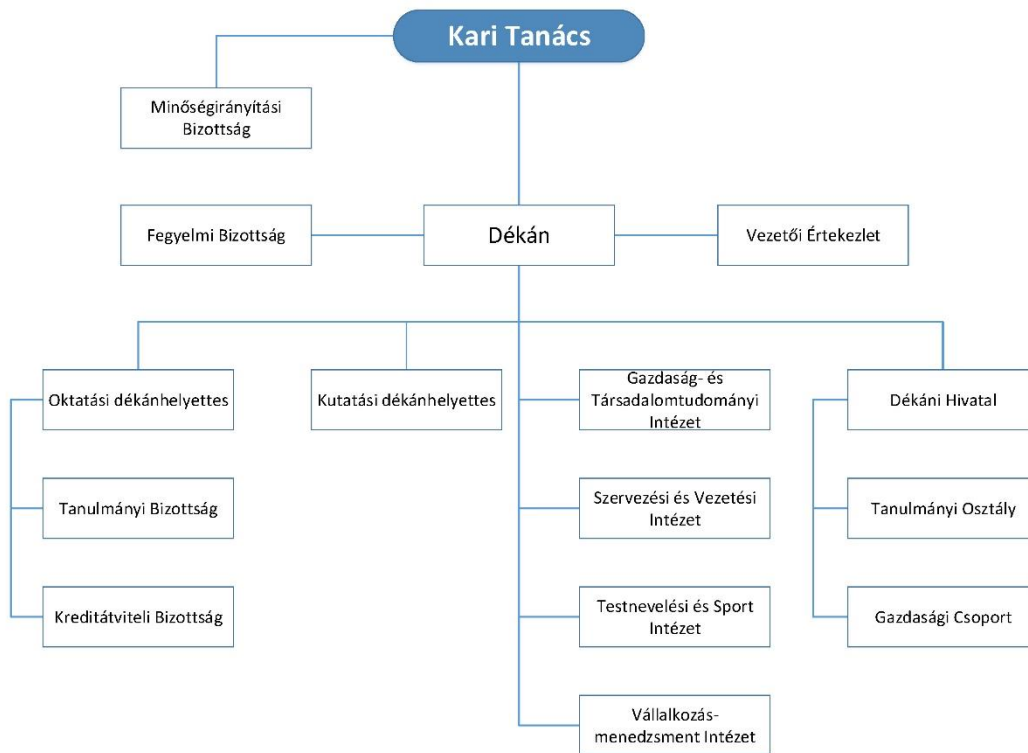 Kari Tanács
Minőségirányítási
Bizottság
Fegyelmi Bizottság
Dékán
Vezetői Értekezlet
Oktatási dékánhelyettes
Kutatási dékánhelyettes
Gazdaság- és
Társadalomtudományi
Intézet
Dékáni Hivatal
Tanulmányi Bizottság
Szervezési és Vezetési
Intézet
Tanulmányi Osztály
Kreditátviteli Bizottság
Testnevelési és Sport
Intézet
Gazdasági Csoport
Vállalkozás-
menedzsment Intézet